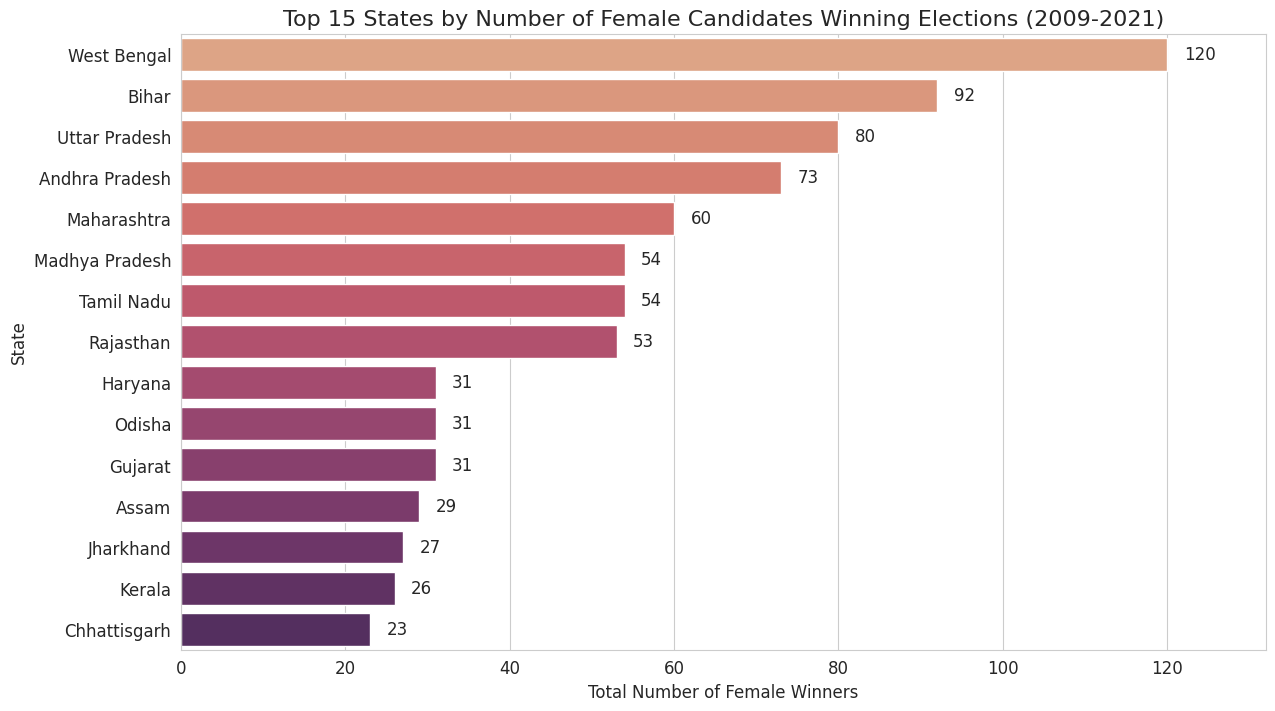 Top 15 States by Number of Female Candidates Winning Elections (2009-2021)
West Bengal 120
Bihar 92
Uttar Pradesh 80
Andhra Pradesh 73
Maharashtra 60
Madhya Pradesh 54
Tamil Nadu 54
Rajasthan 53
Haryana 31
Odisha 31
Gujarat 31
Assam 29
Jharkhand 27
Kerala 26
Chhattisgarh 23
State
0 20 40 60 80 100 120
Total Number of Female Winners